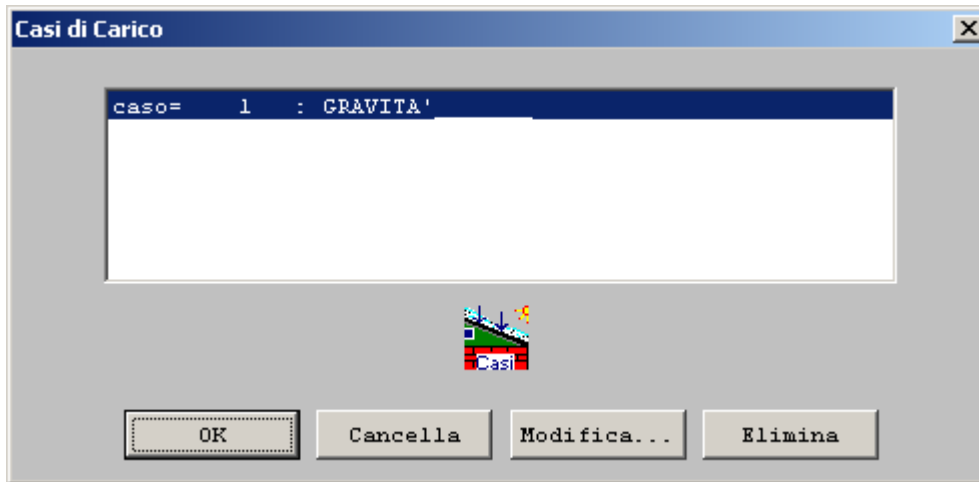 Casi di Carico
caso= 1 : GRAVITA'
Casi
OK Cancella Modifica... Elimina